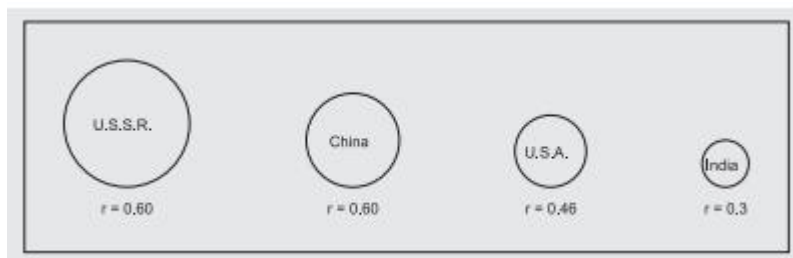 U.S.S.R.
China
U.S.A.
India
r = 0.60
r = 0.60
r = 0.46
r = 0.3